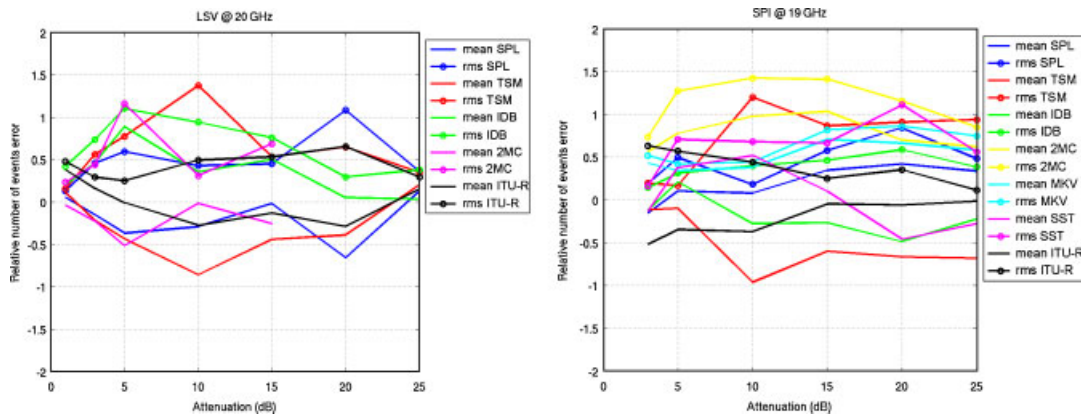 LSV @ 20 GHz
Relative number of events error
2
1.5
1
0.5
0
-0.5
-1
-1.5
-2
5
10
15
20
25
Attenuation (dB)
mean SPL
rms SPL
mean TSM
rms TSM
mean IDB
rms IDB
mean 2MC
rms 2MC
mean ITU-R
rms ITU-R
SPI @ 19 GHz
Relative number of events error
2
1.5
1
0.5
0
-0.5
-1
-1.5
-2
5
10
15
20
25
Attenuation (dB)
mean SPL
rms SPL
mean TSM
rms TSM
mean IDB
rms IDB
mean 2MC
rms 2MC
mean MKV
rms MKV
mean SST
rms SST
mean ITU-R
rms ITU-R